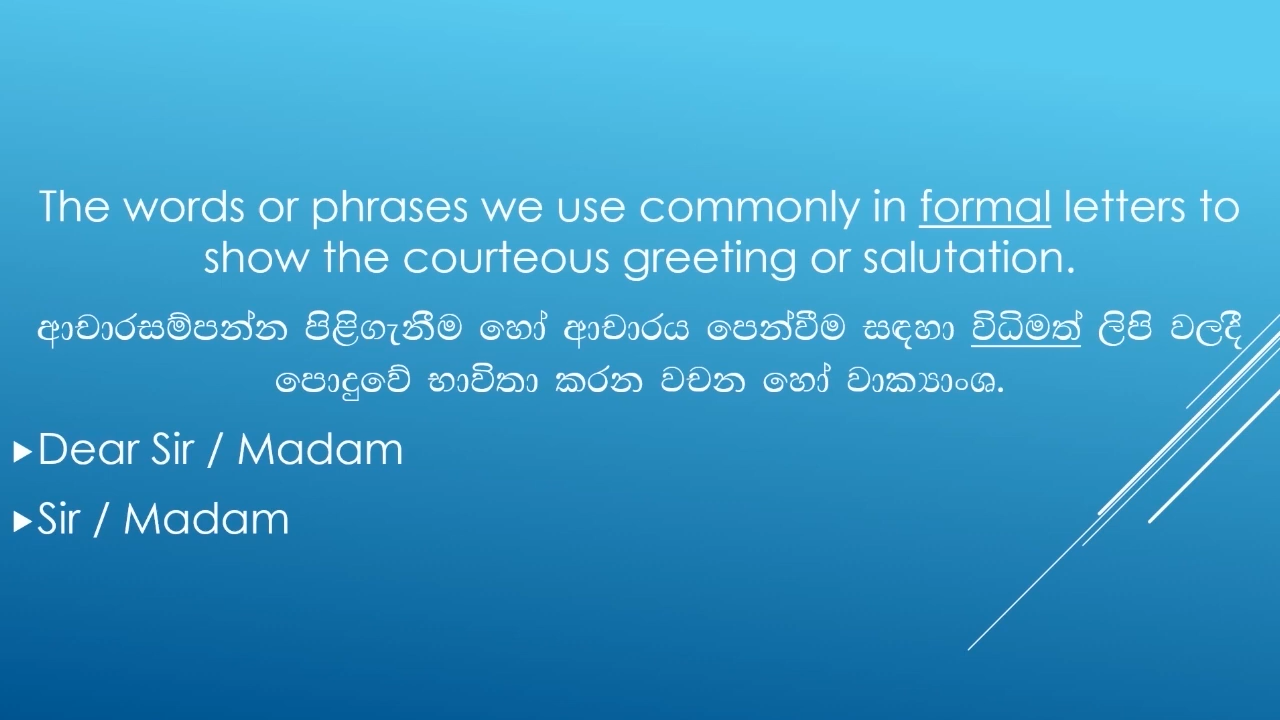 The words or phrases we use commonly in formal letters to
show the courteous greeting or salutation.
ආචාරසම්පන්න පිළිගැනීම හෝ ආචාරය පෙන්වීම සඳහා විධිමත් ලිපි වලදී
පොදුවේ භාවිතා කරන වචන හෝ වාක්‍යාංශ.
▶Dear Sir / Madam
▶Sir / Madam